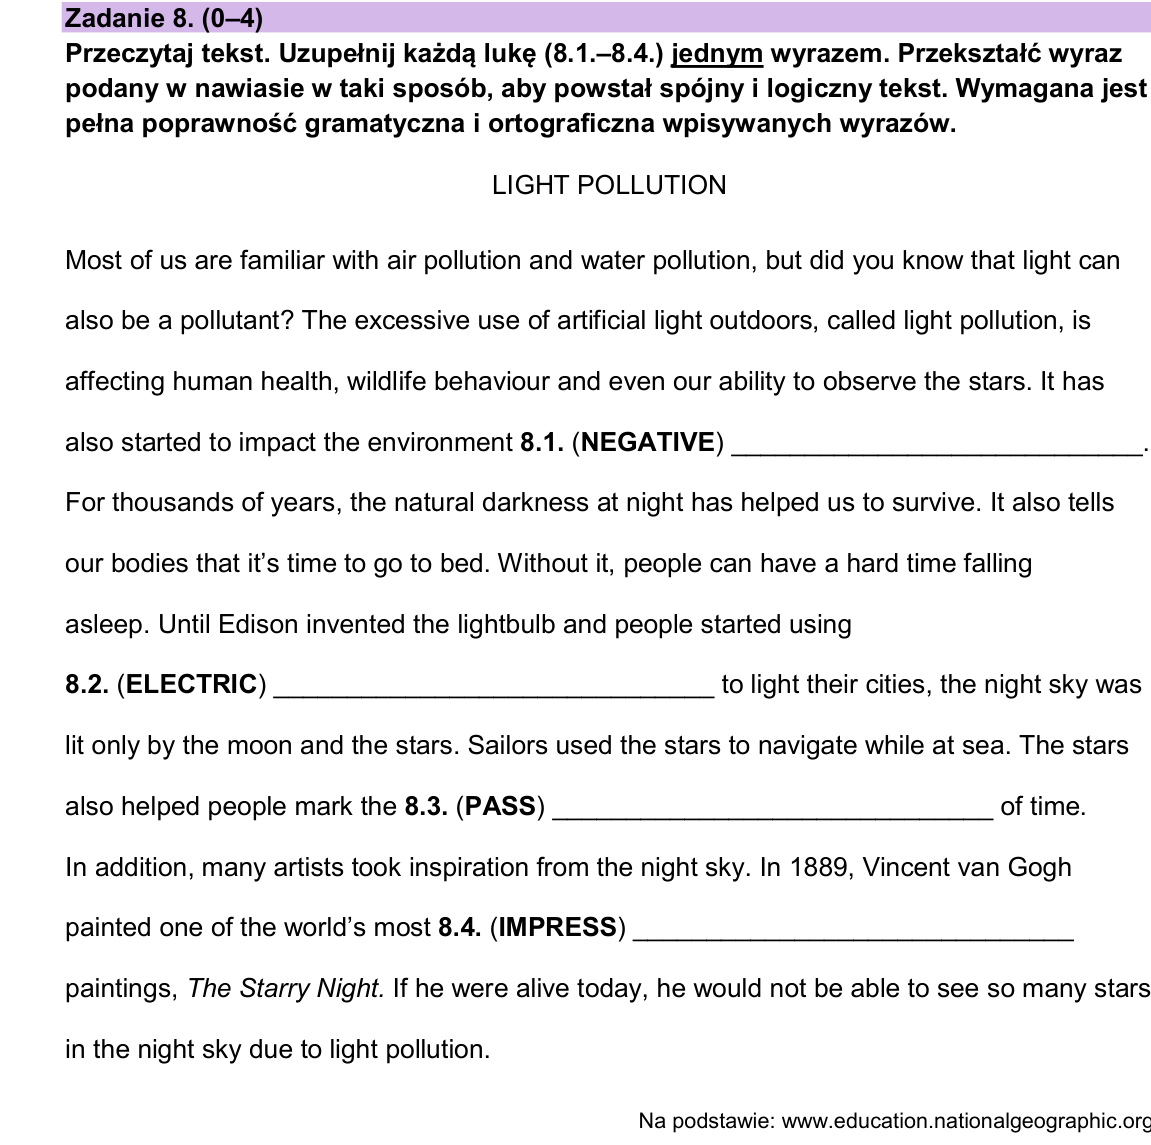 Zadanie 8. (0–4)
Przeczytaj tekst. Uzupełnij każdą lukę (8.1.–8.4.) jednym wyrazem. Przekształć wyraz
podany w nawiasie w taki sposób, aby powstał spójny i logiczny tekst. Wymagana jest
pełna poprawność gramatyczna i ortograficzna wpisywanych wyrazów.
LIGHT POLLUTION
Most of us are familiar with air pollution and water pollution, but did you know that light can
also be a pollutant? The excessive use of artificial light outdoors, called light pollution, is
affecting human health, wildlife behaviour and even our ability to observe the stars. It has
also started to impact the environment 8.1. (NEGATIVE) ____________________________.
For thousands of years, the natural darkness at night has helped us to survive. It also tells
our bodies that it’s time to go to bed. Without it, people can have a hard time falling
asleep. Until Edison invented the lightbulb and people started using
8.2. (ELECTRIC) ______________________________ to light their cities, the night sky was
lit only by the moon and the stars. Sailors used the stars to navigate while at sea. The stars
also helped people mark the 8.3. (PASS) ______________________________ of time.
In addition, many artists took inspiration from the night sky. In 1889, Vincent van Gogh
painted one of the world’s most 8.4. (IMPRESS) ______________________________
paintings, The Starry Night. If he were alive today, he would not be able to see so many stars
in the night sky due to light pollution.
Na podstawie: www.education.nationalgeographic.org